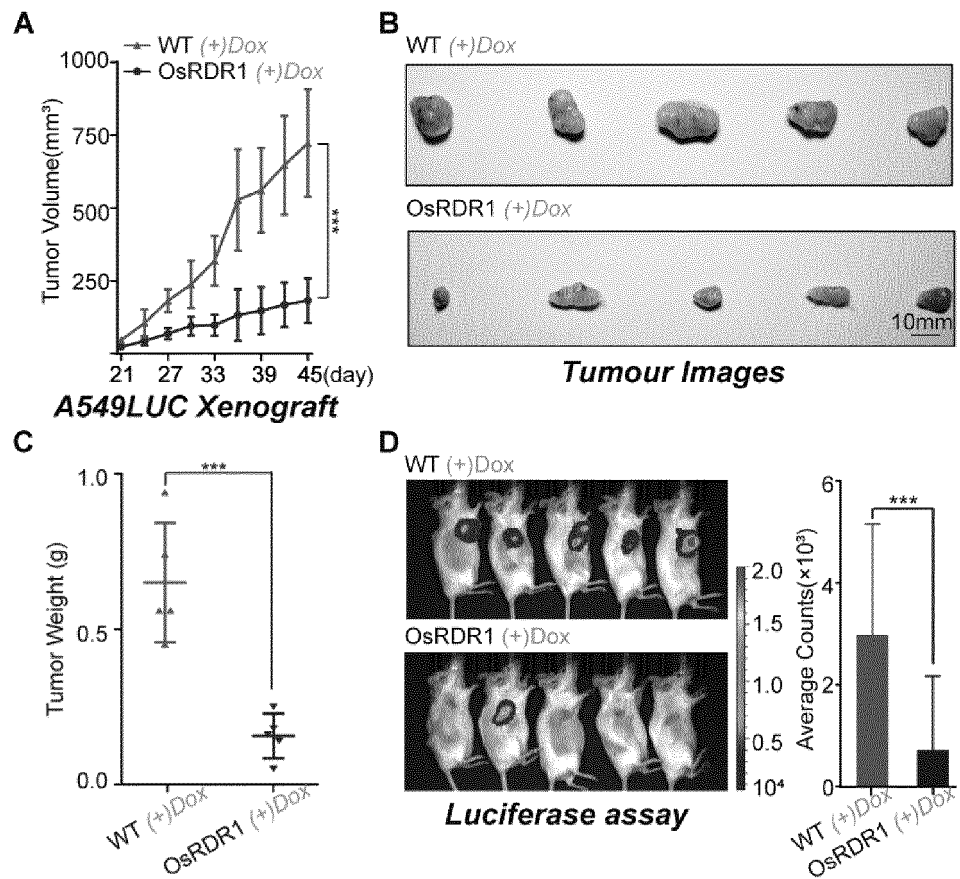 A
WT (+)Dox
OsRDR1 (+)Dox
1000
750
500
250
Tumor Volume(mm³)
***
21 27 33 39 45(day)
A549LUC Xenograft
B
WT (+)Dox
OsRDR1 (+)Dox
10mm
Tumour Images
C
1.0
0.5
0.0
Tumor Weight (g)
***
WT (+)Dox
OsRDR1 (+)Dox
D
WT (+)Dox
OsRDR1 (+)Dox
2.0
1.5
1.0
0.5
10⁴
Luciferase assay
6
4
2
0
Average Counts(×10³)
***
WT (+)Dox
OsRDR1 (+)Dox